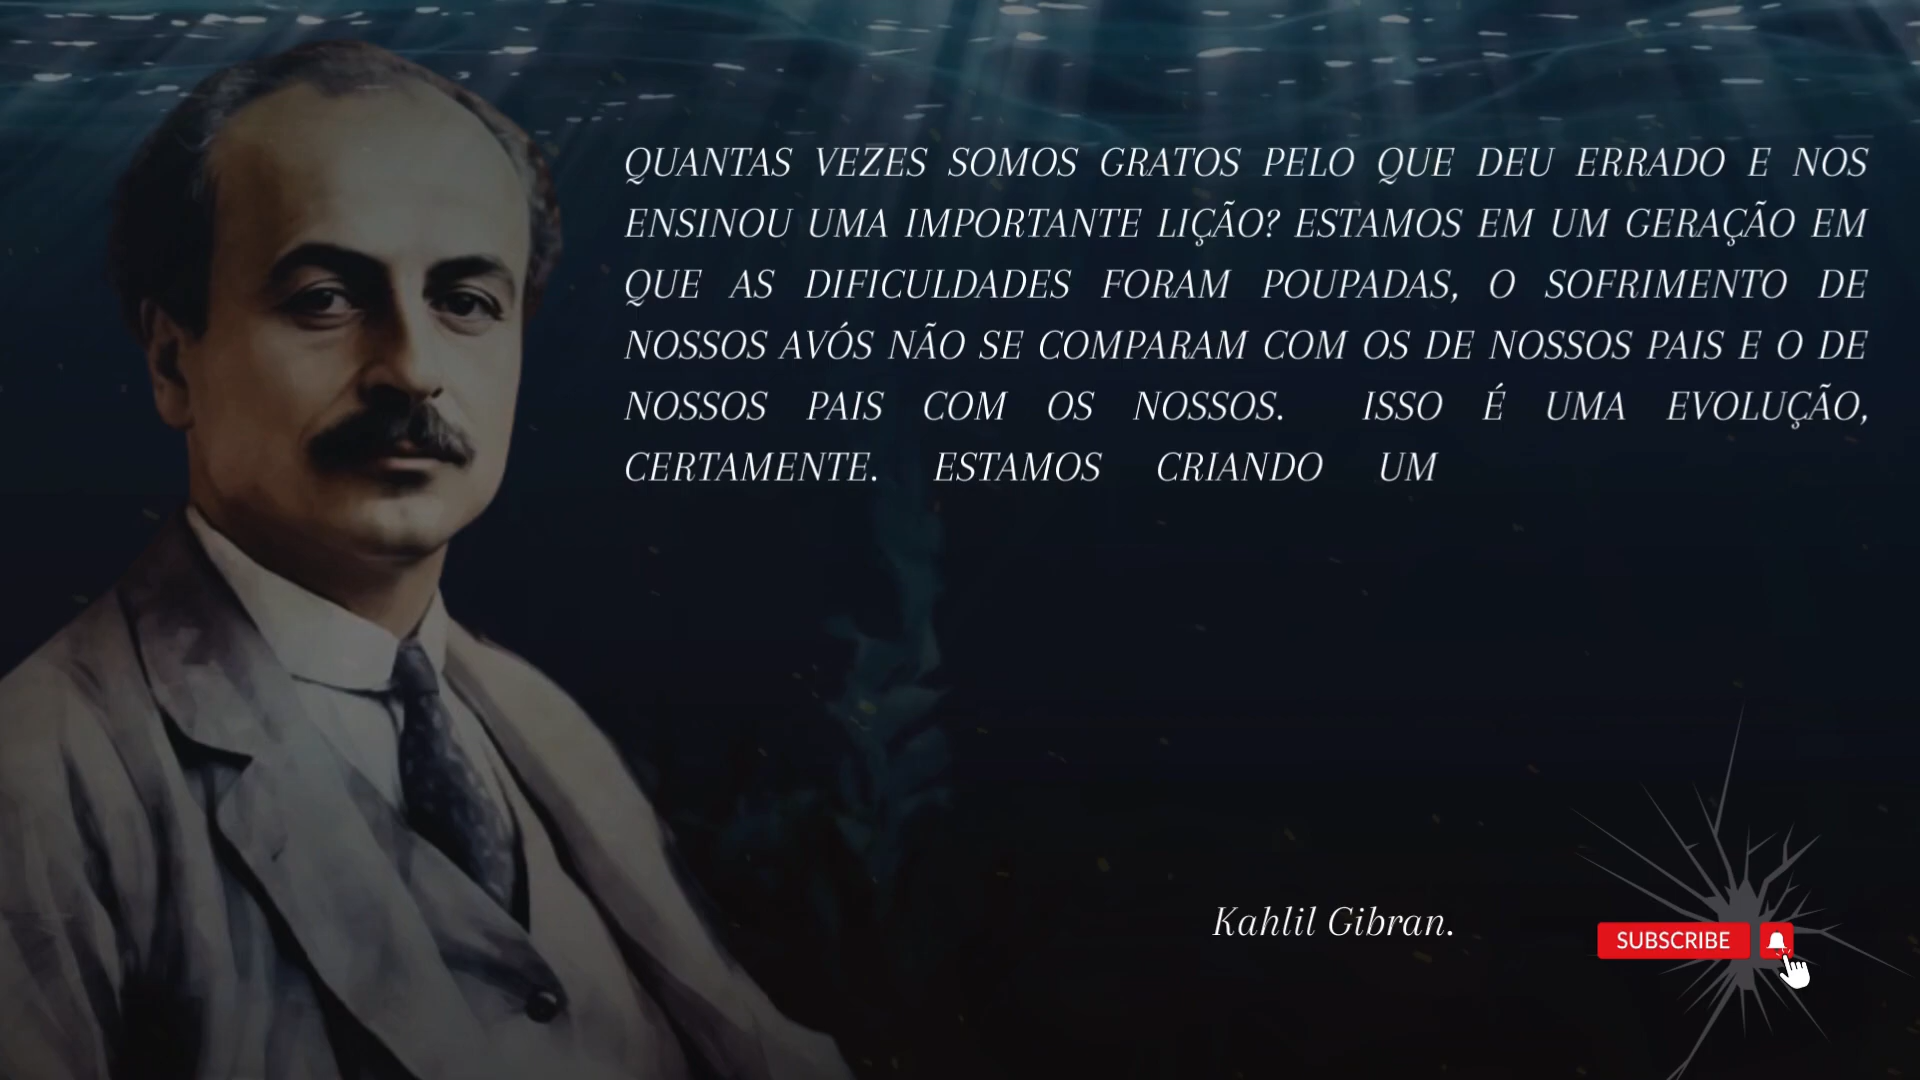 QUANTAS VEZES SOMOS GRATOS PELO QUE DEU ERRADO E NOS
ENSINOU UMA IMPORTANTE LIÇÃO? ESTAMOS EM UM GERAÇÃO EM
QUE AS DIFICULDADES FORAM POUPADAS, O SOFRIMENTO DE
NOSSOS AVÓS NÃO SE COMPARAM COM OS DE NOSSOS PAIS E O DE
NOSSOS PAIS COM OS NOSSOS. ISSO É UMA EVOLUÇÃO,
CERTAMENTE. ESTAMOS CRIANDO UM
Kahlil Gibran.
SUBSCRIBE